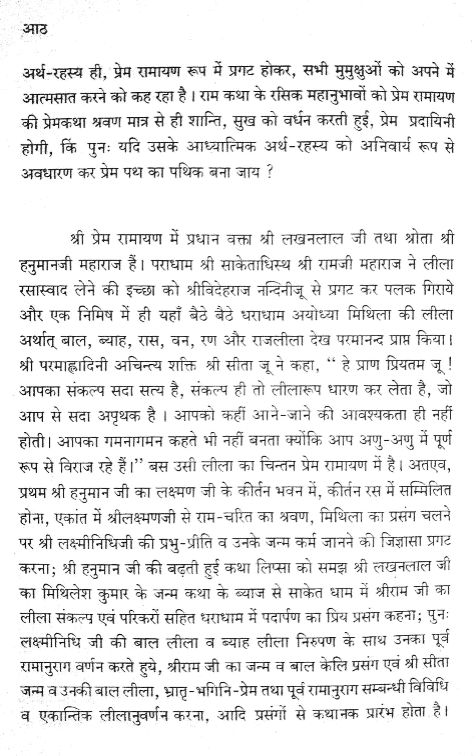 आठ
अर्थ-रहस्य ही, प्रेम रामायण रूप में प्रगट होकर, सभी मुमुक्षुओं को अपने में
आत्मसात करने को कह रहा है। राम कथा के रसिक महानुभावों को प्रेम रामायण
की प्रेमकथा श्रवण मात्र से ही शान्ति, सुख को वर्धन करती हुई, प्रेम प्रदायिनी
होगी, किं पुनः यदि उसके आध्यात्मिक अर्थ-रहस्य को अनिवार्य रूप से
अवधारण कर प्रेम पथ का पथिक बना जाय ?
श्री प्रेम रामायण में प्रधान वक्ता श्री लखनलाल जी तथा श्रोता श्री
हनुमानजी महाराज हैं। पराधाम श्री साकेताधिस्थ श्री रामजी महाराज ने लीला
रसास्वाद लेने की इच्छा को श्रीविदेहराज नन्दिनीजू से प्रगट कर पलक गिराये
और एक निमिष में ही यहाँ बैठे बैठे धराधाम अयोध्या मिथिला की लीला
अर्थात् बाल, ब्याह, रास, वन, रण और राजलीला देख परमानन्द प्राप्त किया।
श्री परमाह्लादिनी अचिन्त्य शक्ति श्री सीता जू ने कहा, “ हे प्राण प्रियतम जू !
आपका संकल्प सदा सत्य है, संकल्प ही तो लीलारूप धारण कर लेता है, जो
आप से सदा अपृथक है । आपको कहीं आने-जाने की आवश्यकता ही नहीं
होती। आपका गमनागमन कहते भी नहीं बनता क्योंकि आप अणु-अणु में पूर्ण
रूप से विराज रहे हैं।” बस उसी लीला का चिन्तन प्रेम रामायण में है। अतएव,
प्रथम श्री हनुमान जी का लक्ष्मण जी के कीर्तन भवन में, कीर्तन रस में सम्मिलित
होना, एकांत में श्रीलक्ष्मणजी से राम-चरित का श्रवण, मिथिला का प्रसंग चलने
पर श्री लक्ष्मीनिधिजी की प्रभु-प्रीति व उनके जन्म कर्म जानने की जिज्ञासा प्रगट
करना; श्री हनुमान जी की बढ़ती हुई कथा लिप्सा को समझ श्री लखनलाल जी
का मिथिलेश कुमार के जन्म कथा के ब्याज से साकेत धाम में श्रीराम जी का
लीला संकल्प एवं परिकरों सहित धराधाम में पदार्पण का प्रिय प्रसंग कहना; पुनः
लक्ष्मीनिधि जी की बाल लीला व ब्याह लीला निरुपण के साथ उनका पूर्व
रामानुराग वर्णन करते हुये, श्रीराम जी का जन्म व बाल केलि प्रसंग एवं श्री सीता
जन्म व उनकी बाल लीला, भ्रातृ-भगिनि-प्रेम तथा पूर्व रामानुराग सम्बन्धी विविधि
व एकान्तिक लीलानुवर्णन करना, आदि प्रसंगों से कथानक प्रारंभ होता है।